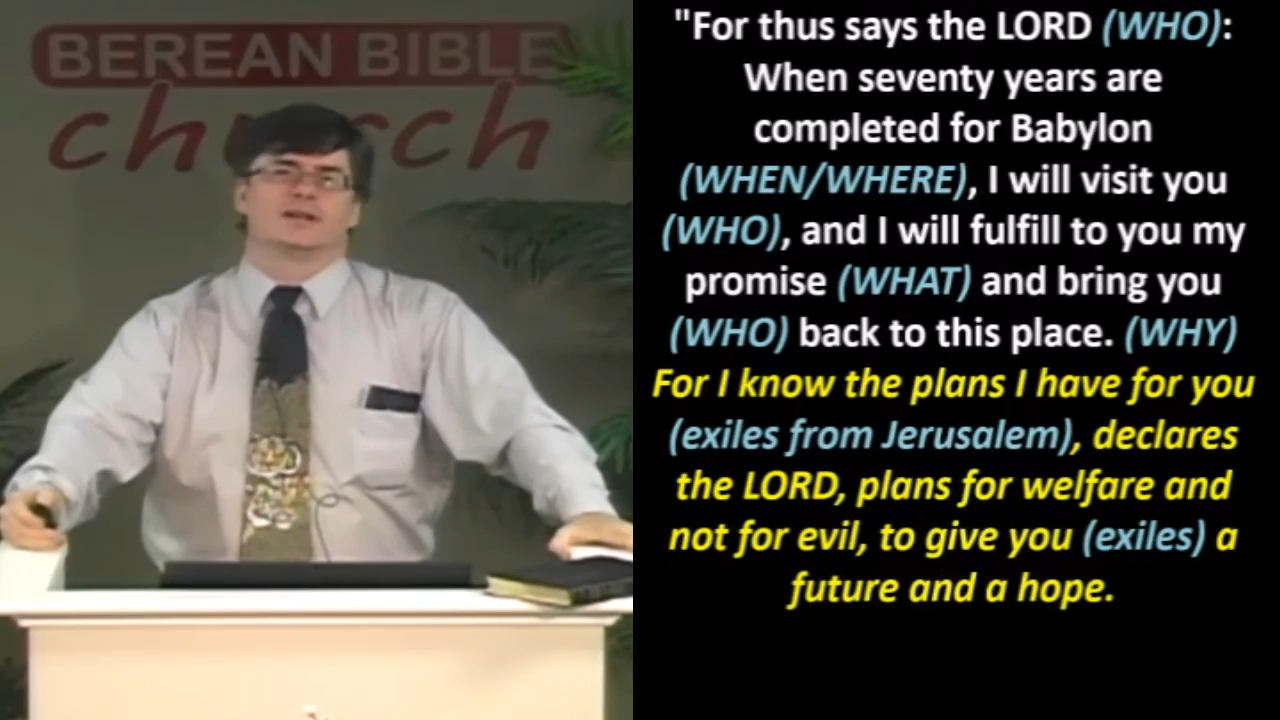 BEREAN BIBLE
church
"For thus says the LORD (WHO):
When seventy years are
completed for Babylon
(WHEN/WHERE), I will visit you
(WHO), and I will fulfill to you my
promise (WHAT) and bring you
(WHO) back to this place. (WHY)
For I know the plans I have for you
(exiles from Jerusalem), declares
the LORD, plans for welfare and
not for evil, to give you (exiles) a
future and a hope.